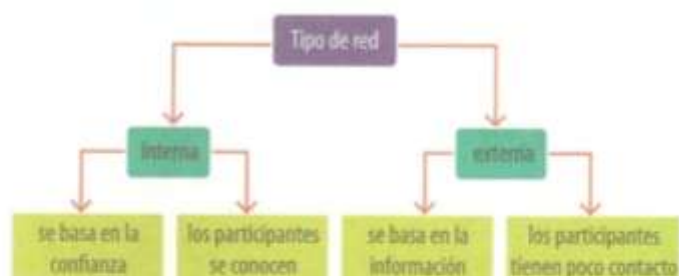 Tipo de red
interna
externa
se basa en la
confianza
los participantes
se conocen
se basa en la
información
los participantes
tienen poco contacto